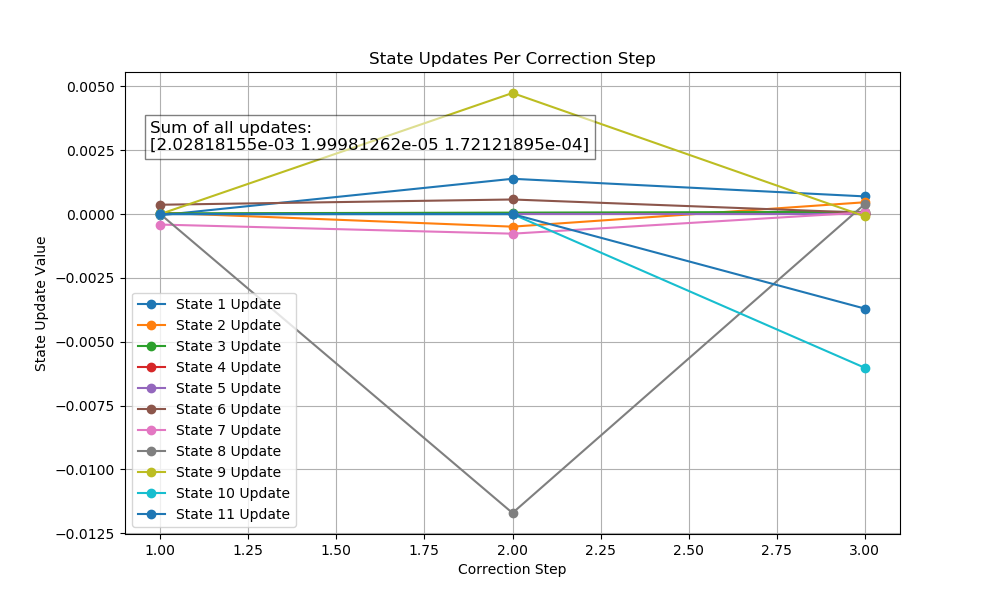 State Updates Per Correction Step
0.0050
0.0025
0.0000
−0.0025
−0.0050
−0.0075
−0.0100
−0.0125
State Update Value
Sum of all updates:
[2.02818155e-03 1.99981262e-05 1.72121895e-04]
State 1 Update
State 2 Update
State 3 Update
State 4 Update
State 5 Update
State 6 Update
State 7 Update
State 8 Update
State 9 Update
State 10 Update
State 11 Update
1.00 1.25 1.50 1.75 2.00 2.25 2.50 2.75 3.00
Correction Step